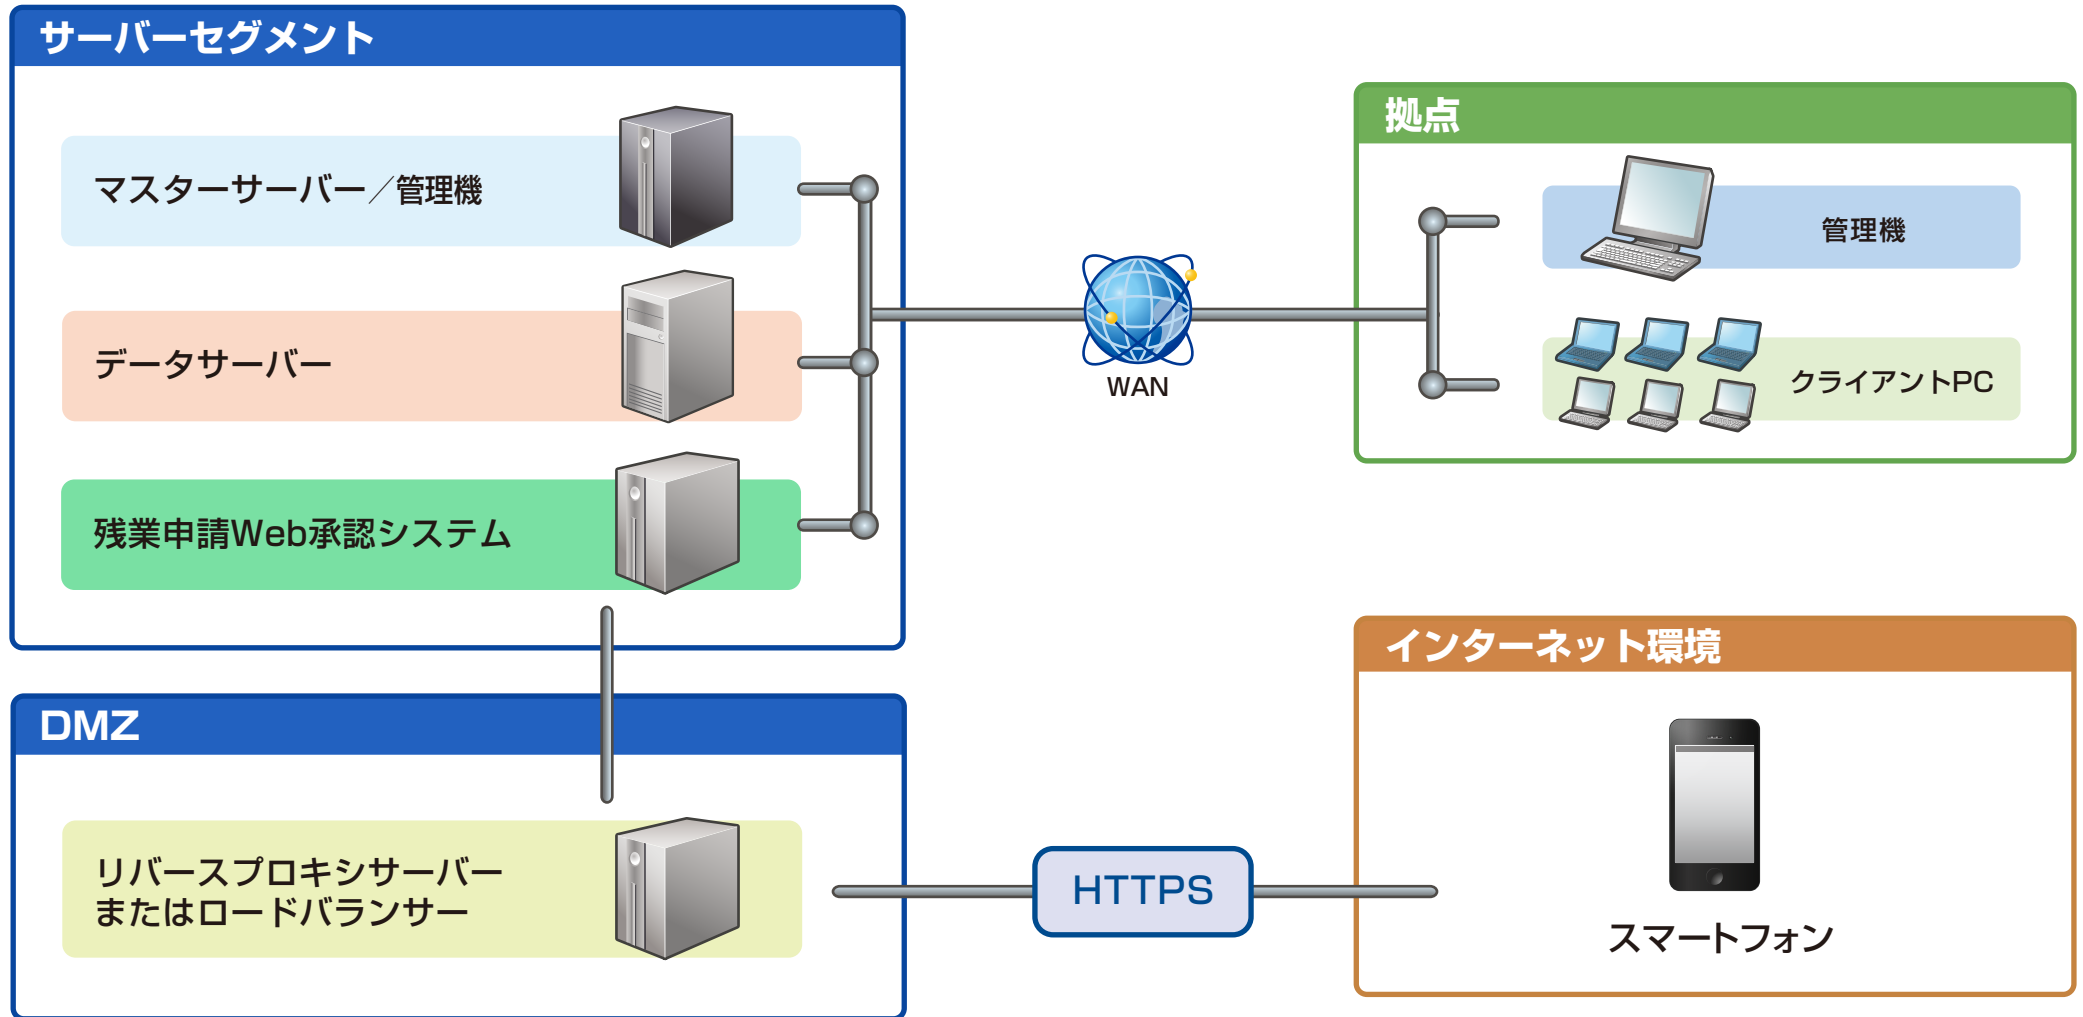 サーバーセグメント
マスターサーバー／管理機
データサーバー
残業申請Web承認システム
WAN
拠点
管理機
クライアントPC
DMZ
リバースプロキシサーバー
またはロードバランサー
HTTPS
インターネット環境
スマートフォン